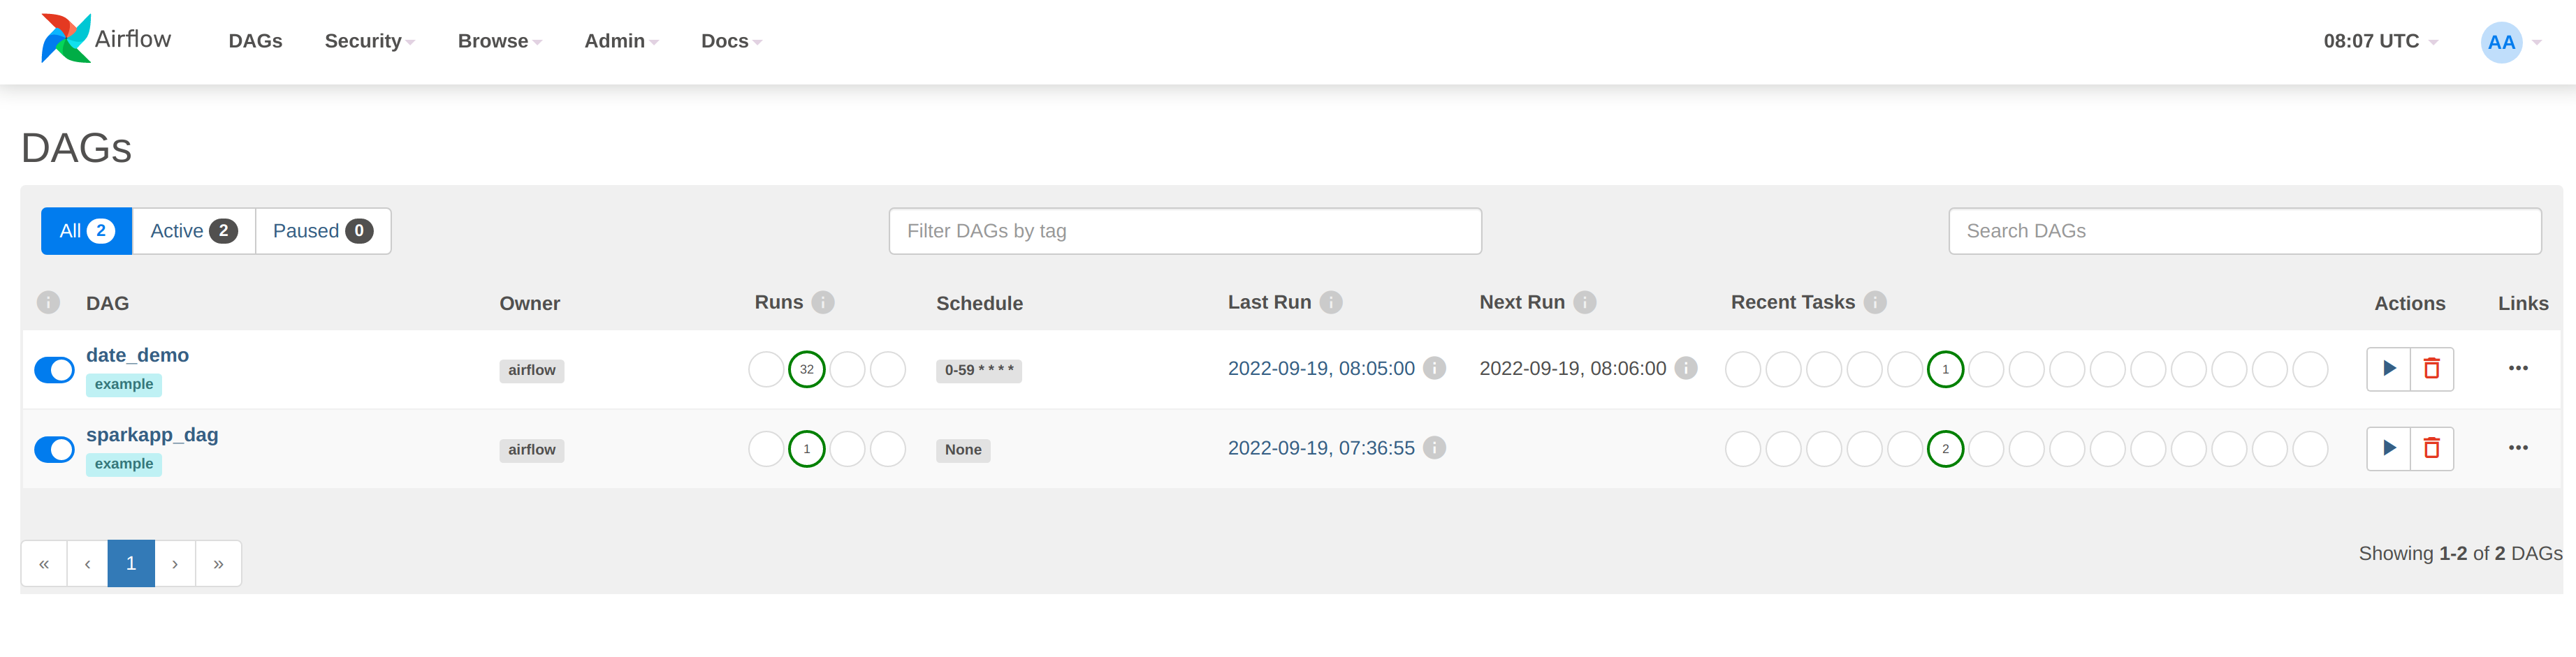 Airflow DAGs Security Browse Admin Docs 08:07 UTC AA
DAGs
All 2 Active 2 Paused 0 Filter DAGs by tag Search DAGs
i DAG Owner Runs i Schedule Last Run i Next Run i Recent Tasks i Actions Links
date_demo
example airflow 32 0-59 * * * * 2022-09-19, 08:05:00 i 2022-09-19, 08:06:00 i 1
sparkapp_dag
example airflow 1 None 2022-09-19, 07:36:55 i 2
« ‹ 1 › » Showing 1-2 of 2 DAGs